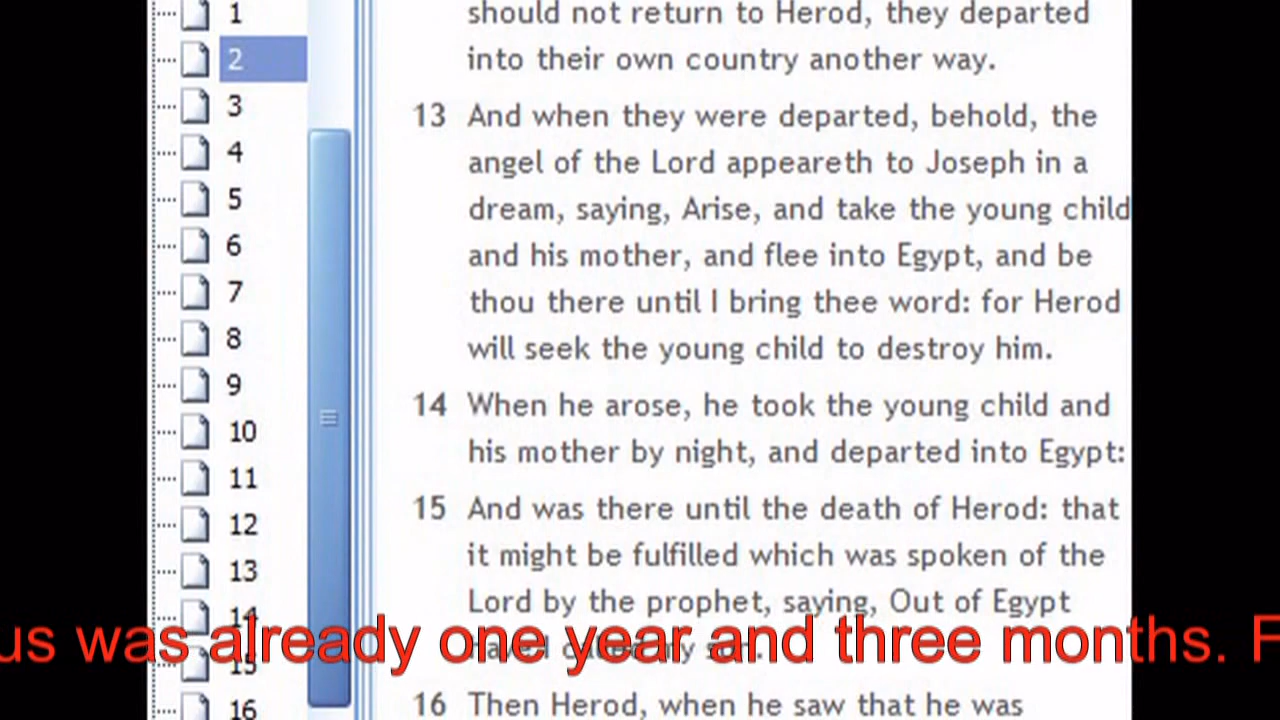 1
2
3
4
5
6
7
8
9
10
11
12
13
14
15
16
should not return to Herod, they departed
into their own country another way.
13 And when they were departed, behold, the
angel of the Lord appeareth to Joseph in a
dream, saying, Arise, and take the young child
and his mother, and flee into Egypt, and be
thou there until I bring thee word: for Herod
will seek the young child to destroy him.
14 When he arose, he took the young child and
his mother by night, and departed into Egypt:
15 And was there until the death of Herod: that
it might be fulfilled which was spoken of the
Lord by the prophet, saying, Out of Egypt
have I called my son.
us was already one year and three months. F
16 Then Herod, when he saw that he was